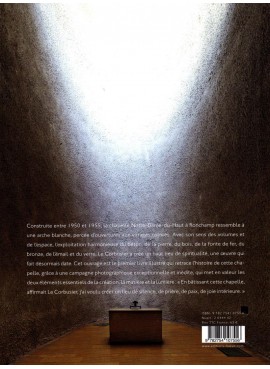 Construite entre 1950 et 1955, la chapelle Notre-Dame-du-Haut à Ronchamp ressemble à
une arche blanche, percée d'ouvertures aux verres colorés. Avec son sens des volumes et
de l'espace, l'exploitation harmonieuse du béton, de la pierre, du bois, de la fonte de fer, du
bronze, de l'émail et du verre, Le Corbusier a créé un haut lieu de spiritualité, une œuvre qui
fait désormais date. Cet ouvrage est le premier livre illustré qui retrace l'histoire de cette cha-
pelle, grâce à une campagne photographique exceptionnelle et inédite, qui met en valeur les
deux éléments essentiels de la création, la matière et la lumière. « En bâtissant cette chapelle,
affirmait Le Corbusier, j'ai voulu créer un lieu de silence, de prière, de paix, de joie intérieure. »